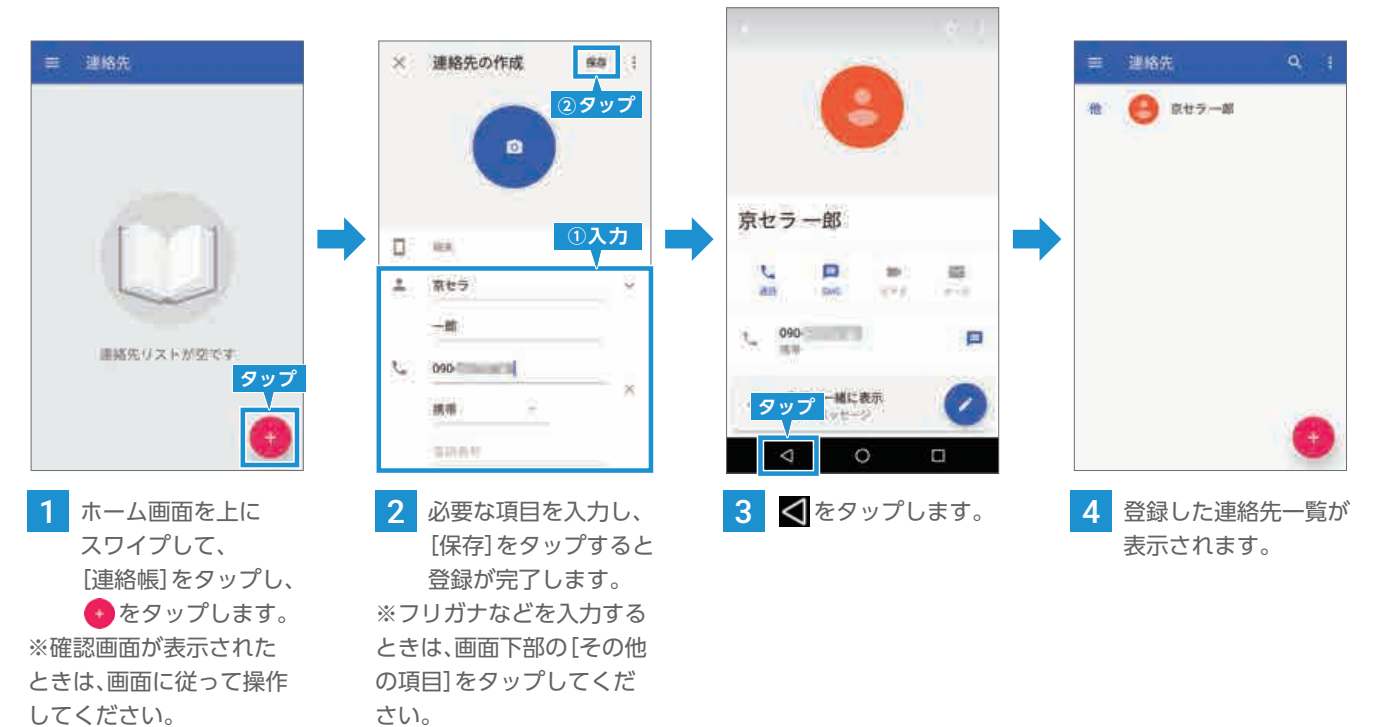 連絡先
連絡先リストが空です
タップ
連絡先の作成
保存
②タップ
①入力
京セラ
一郎
090-
携帯
京セラ 一郎
通話
SMS
090-
携帯
一緒に表示
タップ
連絡先
他
京セラ 一郎
1 ホーム画面を上に
スワイプして、
[連絡帳]をタップし、
+をタップします。
※確認画面が表示された
ときは、画面に従って操作
してください。
2 必要な項目を入力し、
[保存]をタップすると
登録が完了します。
※フリガナなどを入力する
ときは、画面下部の[その他
の項目]をタップしてくだ
さい。
3 をタップします。
4 登録した連絡先一覧が
表示されます。